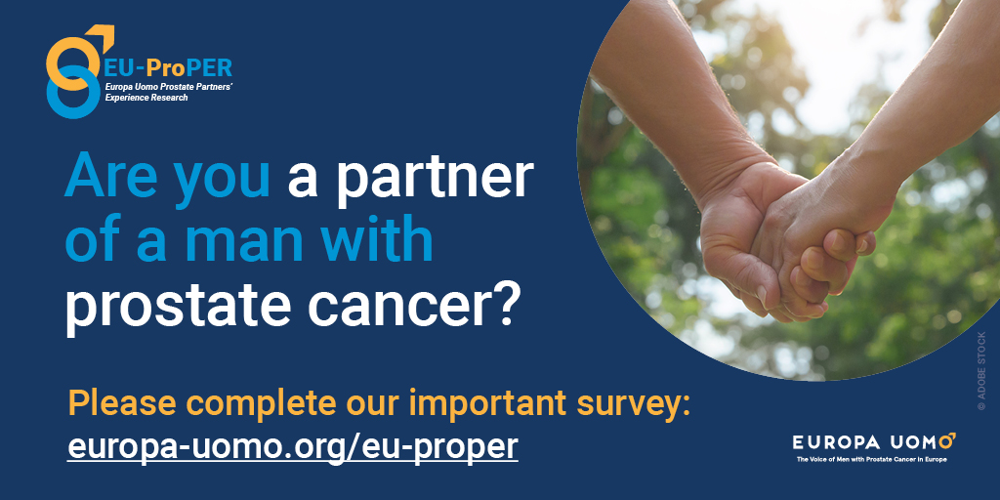 EU-ProPER
Europa Uomo Prostate Partners'
Experience Research
Are you a partner
of a man with
prostate cancer?
Please complete our important survey:
europa-uomo.org/eu-proper
© ADOBE STOCK
EUROPA UOMO
The Voice of Men with Prostate Cancer in Europe